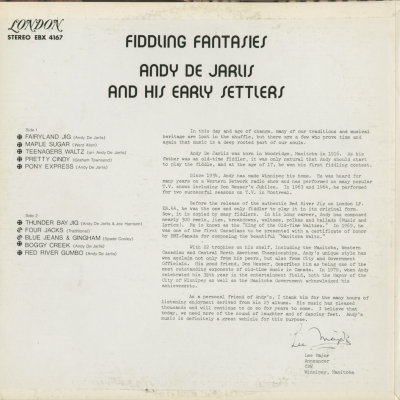 LONDON
STEREO EBX 4167
FIDDLING FANTASIES
ANDY DE JARLIS
AND HIS EARLY SETTLERS
Side 1
FAIRYLAND JIG (Andy De Jarlis)
MAPLE SUGAR (Ward Allen)
TEENAGERS WALTZ (arr. Andy De Jarlis)
PRETTY CINDY (Graham Townsend)
PONY EXPRESS (Andy De Jarlis)
Side 2
THUNDER BAY JIG (Andy De Jarlis & Joe Harrison)
FOUR JACKS (Traditional)
BLUE JEANS & GINGHAM
BOGGY CREEK (Andy De Jarlis)
RED RIVER GUMBO (Andy De Jarlis)
In this day and age of change, many of our traditions and musical
heritage are lost in the shuffle, but there are a few who prove time and
again that music is a deep rooted part of our souls.
Andy De Jarlis was born in Woodridge, Manitoba in 1914. As his
Father was an old-time fiddler, it was only natural that Andy should start
to play the fiddle, and at the age of 17, he won his first fiddling contest.
Since 1936, Andy has made Winnipeg his home. He was heard for
many years on a Western Network radio show and has performed on many popular
T.V. shows including Don Messer's Jubilee. In 1963 and 1964, he performed for
two successful seasons on T.V. in Montreal.
Before the release of the authentic Red River Jig on London LP.
EB.44, he was the one and only fiddler to play it in its original form.
Now, it is copied by many fiddlers. In his long career, Andy has composed
nearly 200 reels, jigs, waltzes, schottisches, polkas and ballads (Music and
Lyrics). He is known as the "King of the Old-Time Waltzes." In 1969, he
was one of the first Canadians to be presented with a certificate of honor
by BMI-Canada for composing the beautiful "Manitoba Waltz".
With 20 trophies on his shelf, including the Manitoba, Western
Canadian and Central North American Championships, Andy's unique style has
won acclaim not only from his peers, but also from City and Government
Officials. His good friend, Don Messer, describes him as being one of the
most outstanding exponents of old-time music in Canada. In 1970, when Andy
celebrated his 32nd year in the entertainment field, both the Mayor of the
City of Winnipeg as well as the Manitoba Government acknowledged his
achievements.
As a personal friend of Andy's, I thank him for the many hours of
listening enjoyment derived from his 25 albums. His music has pleased
thousands and will continue to do so for years to come. I believe that
today, we need more of the sound of laughter and of dancing feet. Andy's
music is definitely a great vehicle for this purpose.
Lee Major
Lee Major
Announcer
CBW
Winnipeg, Manitoba